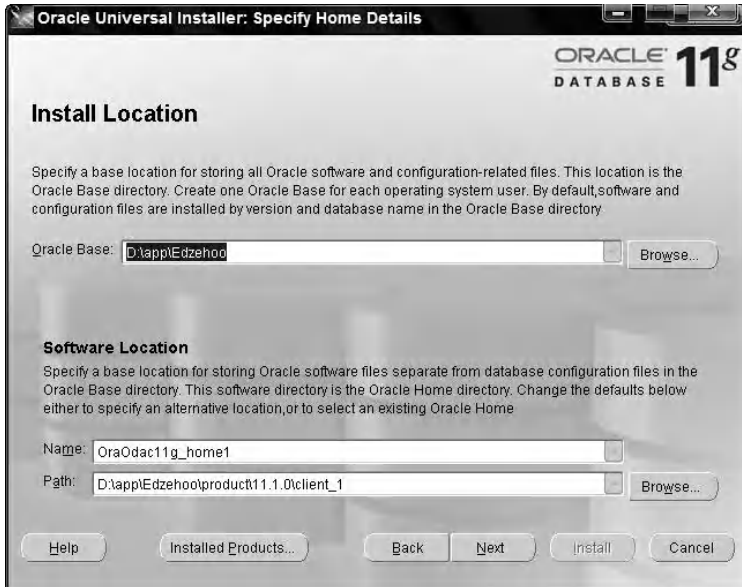 Oracle Universal Installer: Specify Home Details
ORACLE 11g
DATABASE
Install Location
Specify a base location for storing all Oracle software and configuration-related files. This location is the
Oracle Base directory. Create one Oracle Base for each operating system user. By default,software and
configuration files are installed by version and database name in the Oracle Base directory
Oracle Base: D:\app\Edzehoo Browse...
Software Location
Specify a base location for storing Oracle software files separate from database configuration files in the
Oracle Base directory. This software directory is the Oracle Home directory. Change the defaults below
either to specify an alternative location,or to select an existing Oracle Home
Name: OraOdac11g_home1
Path: D:\app\Edzehoo\product\11.1.0\client_1 Browse...
Help Installed Products... Back Next Install Cancel